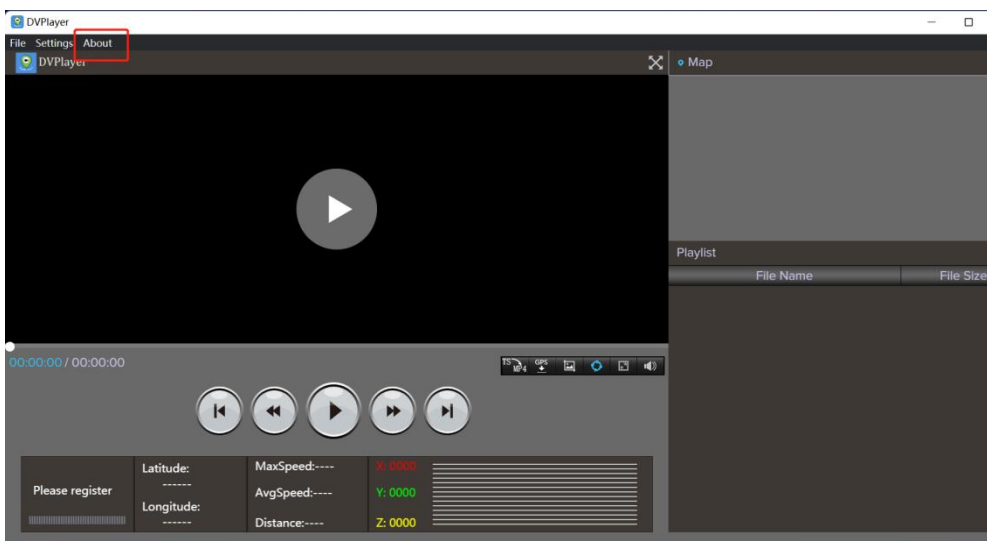 DVPlayer
File Settings About
DVPlayer
Map
Playlist
File Name File Size
00:00:00 / 00:00:00
TS MP4 GPS
Please register
Latitude:
------
Longitude:
------
MaxSpeed:----
AvgSpeed:----
Distance:----
X: 0000
Y: 0000
Z: 0000